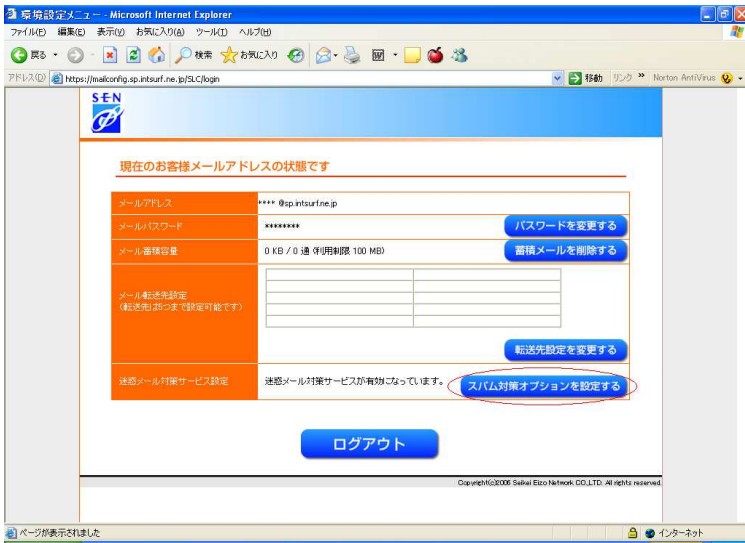 環境設定メニュー - Microsoft Internet Explorer
ファイル(F) 編集(E) 表示(V) お気に入り(A) ツール(T) ヘルプ(H)
戻る 検索 お気に入り
アドレス(D) https://mailconfig.sp.intsurf.ne.jp/SLC/login 移動 リンク » Norton AntiVirus
SEN
現在のお客様メールアドレスの状態です
メールアドレス **** @sp.intsurf.ne.jp
メールパスワード ******** パスワードを変更する
メール蓄積容量 0 KB / 0 通 (利用制限 100 MB) 蓄積メールを削除する
メール転送先設定
(転送先は5つまで設定可能です)
転送先設定を変更する
迷惑メール対策サービス設定 迷惑メール対策サービスが有効になっています。 スパム対策オプションを設定する
ログアウト
Copyright(c)2006 Seikei Eizo Network CO.,LTD. All rights reserved.
ページが表示されました インターネット